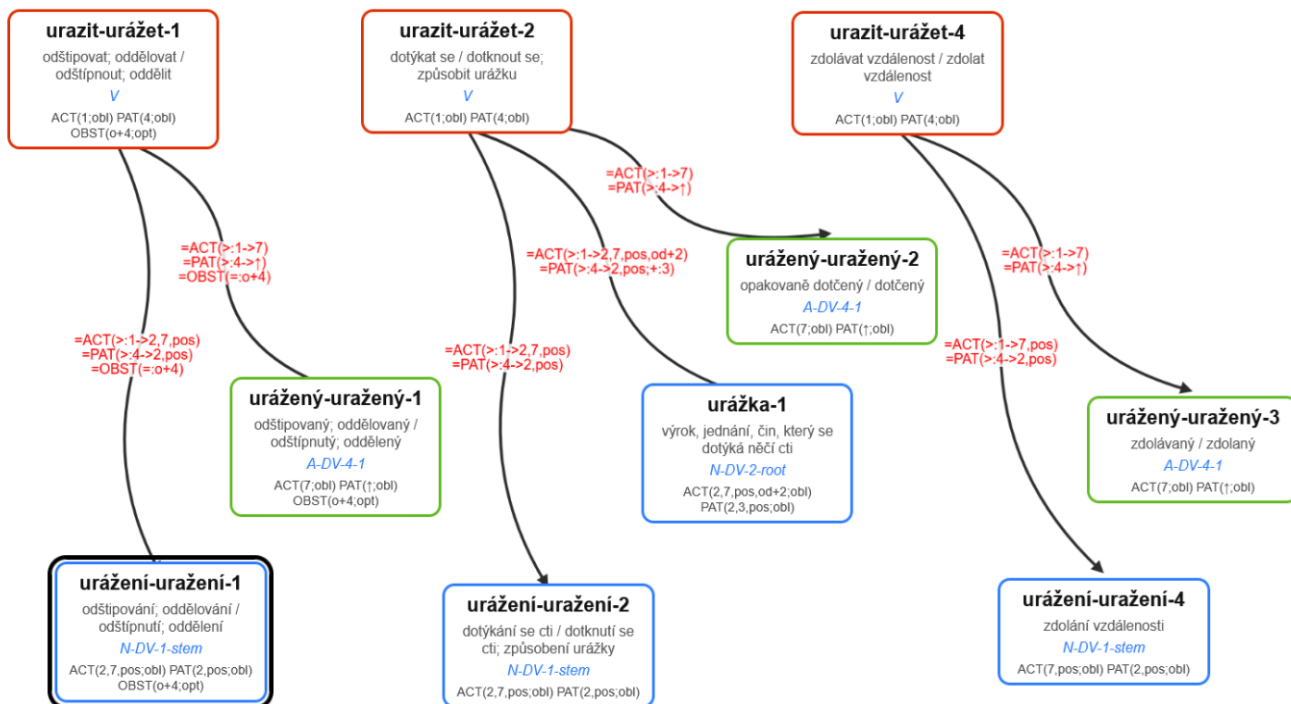 urazit-urážet-1
odštipovat; oddělovat /
odštípnout; oddělit
V
ACT(1;obl) PAT(4;obl)
OBST(o+4;opt)
urazit-urážet-2
dotýkat se / dotknout se;
způsobit urážku
V
ACT(1;obl) PAT(4;obl)
urazit-urážet-4
zdolávat vzdálenost / zdolat
vzdálenost
V
ACT(1;obl) PAT(4;obl)
=ACT(>:1->7)
=PAT(>:4->↑)
=ACT(>:1->7)
=PAT(>:4->↑)
=OBST(=:o+4)
=ACT(>:1->2,7,pos,od+2)
=PAT(>:4->2,pos;+:3)
=ACT(>:1->7)
=PAT(>:4->↑)
urážený-uražený-2
opakovaně dotčený / dotčený
A-DV-4-1
ACT(7;obl) PAT(↑;obl)
=ACT(>:1->2,7,pos)
=PAT(>:4->2,pos)
=OBST(=:o+4)
=ACT(>:1->2,7,pos)
=PAT(>:4->2,pos)
=ACT(>:1->7,pos)
=PAT(>:4->2,pos)
urážený-uražený-1
odštipovaný; oddělovaný /
odštípnutý; oddělený
A-DV-4-1
ACT(7;obl) PAT(↑;obl)
OBST(o+4;opt)
urážka-1
výrok, jednání, čin, který se
dotýká něčí cti
N-DV-2-root
ACT(2,7,pos,od+2;obl)
PAT(2,3,pos;obl)
urážený-uražený-3
zdolávaný / zdolaný
A-DV-4-1
ACT(7;obl) PAT(↑;obl)
urážení-uražení-1
odštipování; oddělování /
odštípnutí; oddělení
N-DV-1-stem
ACT(2,7,pos;obl) PAT(2,pos;obl)
OBST(o+4;opt)
urážení-uražení-2
dotýkání se cti / dotknutí se
cti; způsobení urážky
N-DV-1-stem
ACT(2,7,pos;obl) PAT(2,pos;obl)
urážení-uražení-4
zdolání vzdálenosti
N-DV-1-stem
ACT(7,pos;obl) PAT(2,pos;obl)